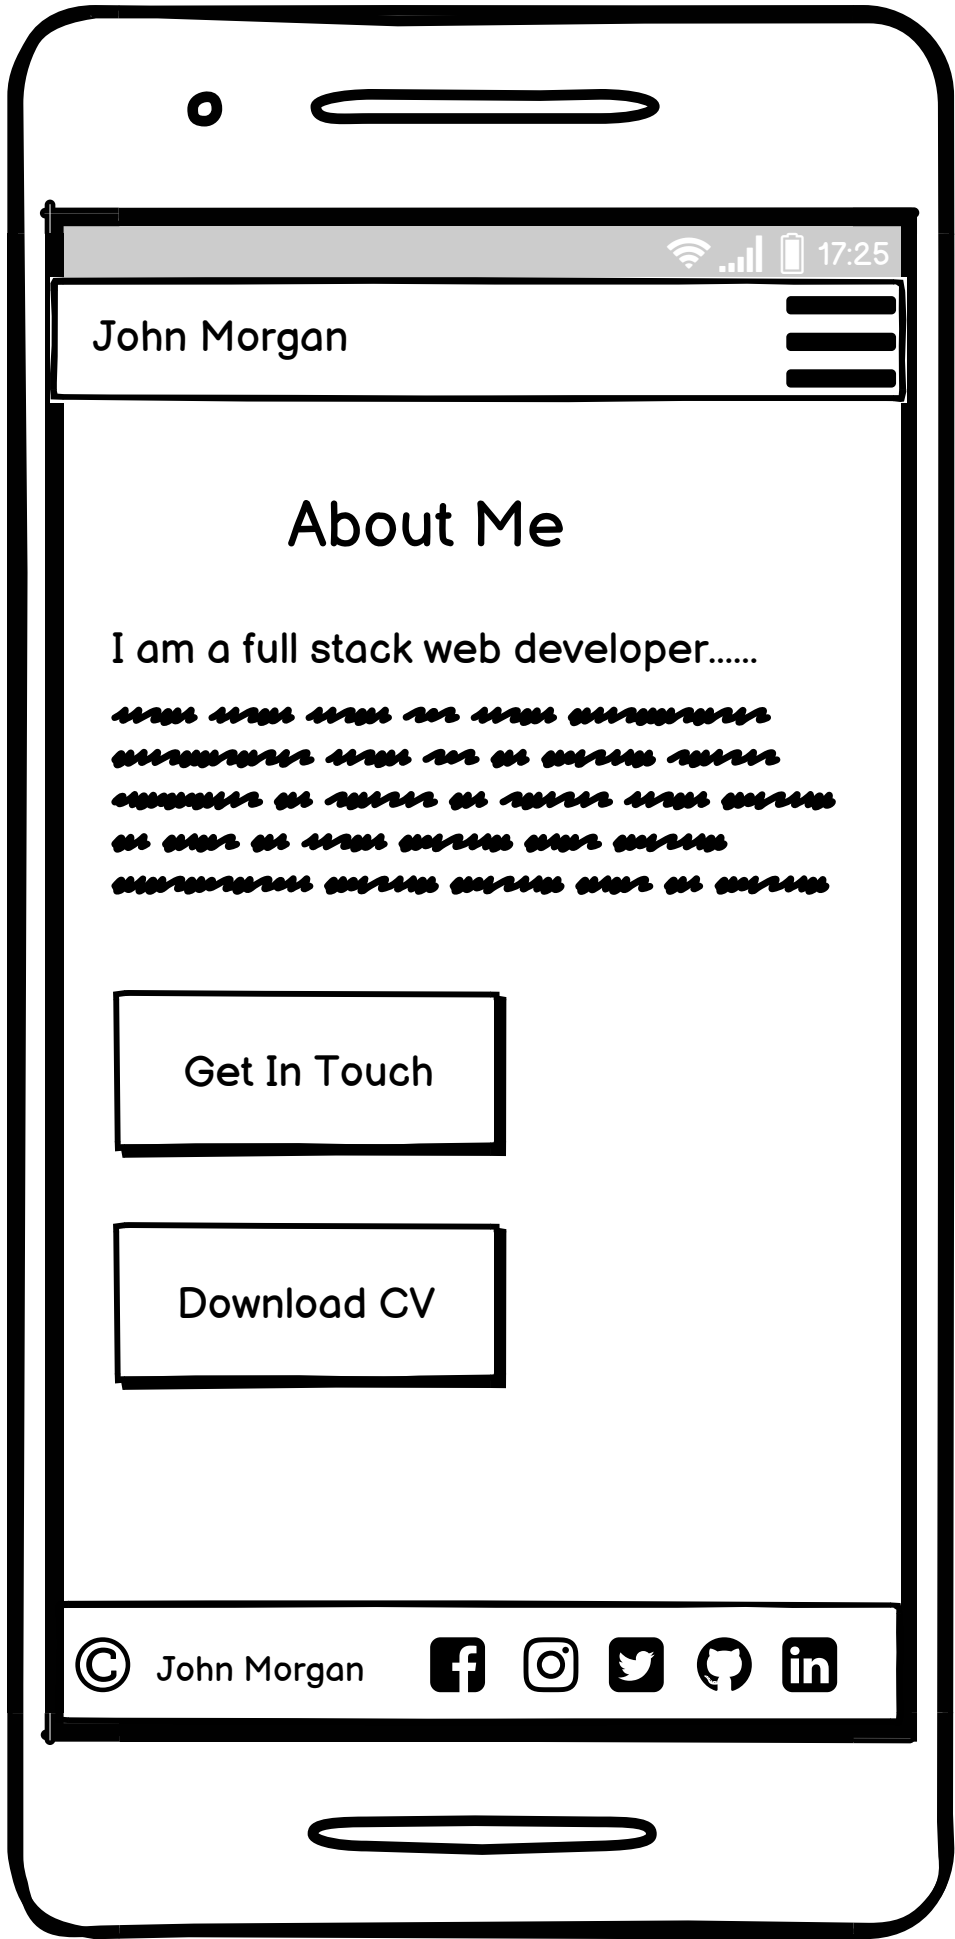 17:25
John Morgan
About Me
I am a full stack web developer......
Get In Touch
Download CV
© John Morgan